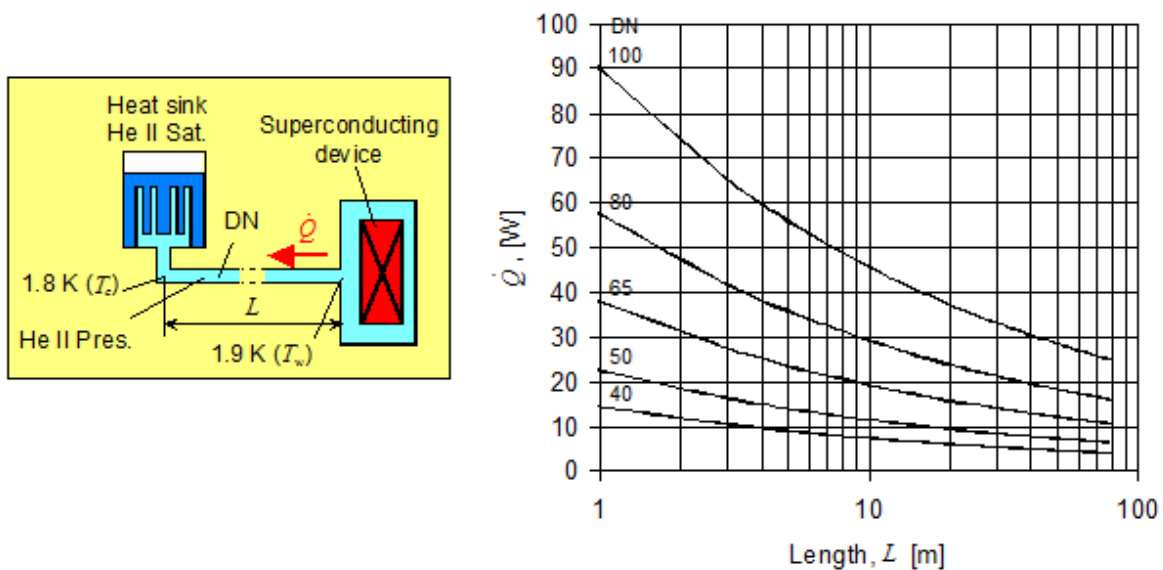 Heat sink
He II Sat.
Superconducting
device
DN
Q̇
1.8 K (Tc)
L
He II Pres.
1.9 K (Tw)
100
90
80
70
60
50
40
30
20
10
0
Q̇, [W]
DN
100
80
65
50
40
1
10
100
Length, L [m]